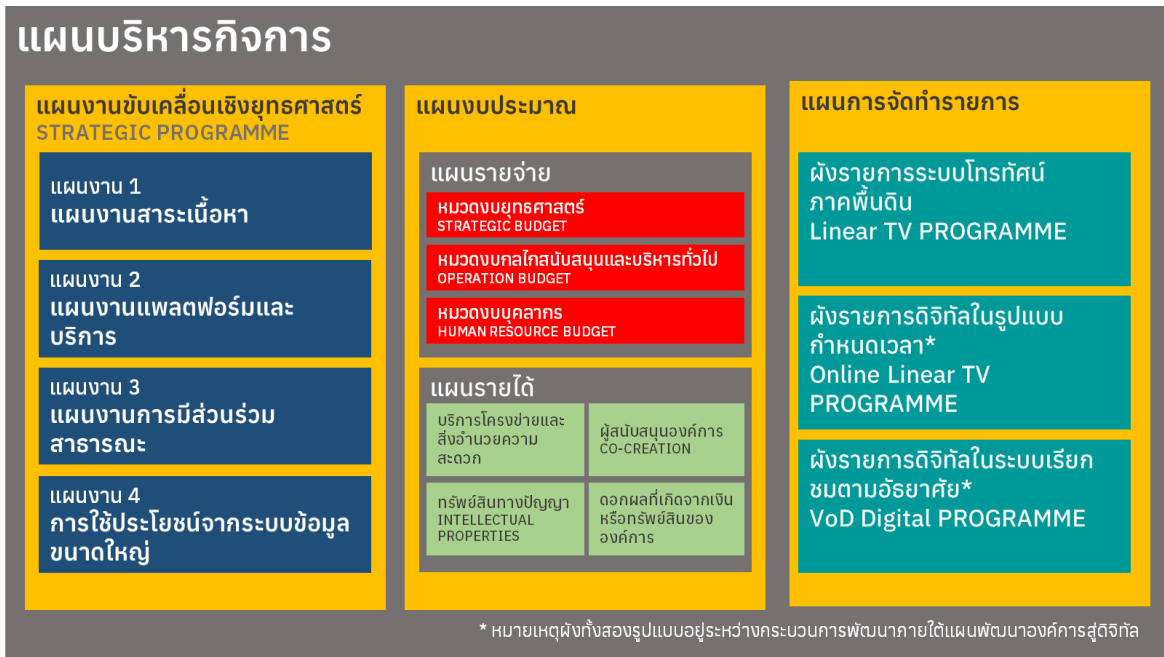 แผนบริหารกิจการ
แผนงานขับเคลื่อนเชิงยุทธศาสตร์
STRATEGIC PROGRAMME
แผนงาน 1
แผนงานสาระเนื้อหา
แผนงาน 2
แผนงานแพลตฟอร์มและ
บริการ
แผนงาน 3
แผนงานการมีส่วนร่วม
สาธารณะ
แผนงาน 4
การใช้ประโยชน์จากระบบข้อมูล
ขนาดใหญ่
แผนงบประมาณ
แผนรายจ่าย
หมวดงบยุทธศาสตร์
STRATEGIC BUDGET
หมวดงบกลไกสนับสนุนและบริหารทั่วไป
OPERATION BUDGET
หมวดงบบุคลากร
HUMAN RESOURCE BUDGET
แผนรายได้
บริการโครงข่ายและ
สิ่งอำนวยความ
สะดวก
ผู้สนับสนุนองค์การ
CO-CREATION
ทรัพย์สินทางปัญญา
INTELLECTUAL
PROPERTIES
ดอกผลที่เกิดจากเงิน
หรือทรัพย์สินของ
องค์การ
แผนการจัดทำรายการ
ผังรายการระบบโทรทัศน์
ภาคพื้นดิน
Linear TV PROGRAMME
ผังรายการดิจิทัลในรูปแบบ
กำหนดเวลา*
Online Linear TV
PROGRAMME
ผังรายการดิจิทัลในระบบเรียก
ชมตามอัธยาศัย*
VoD Digital PROGRAMME
* หมายเหตุผังทั้งสองรูปแบบอยู่ระหว่างกระบวนการพัฒนาภายใต้แผนพัฒนาองค์การสู่ดิจิทัล